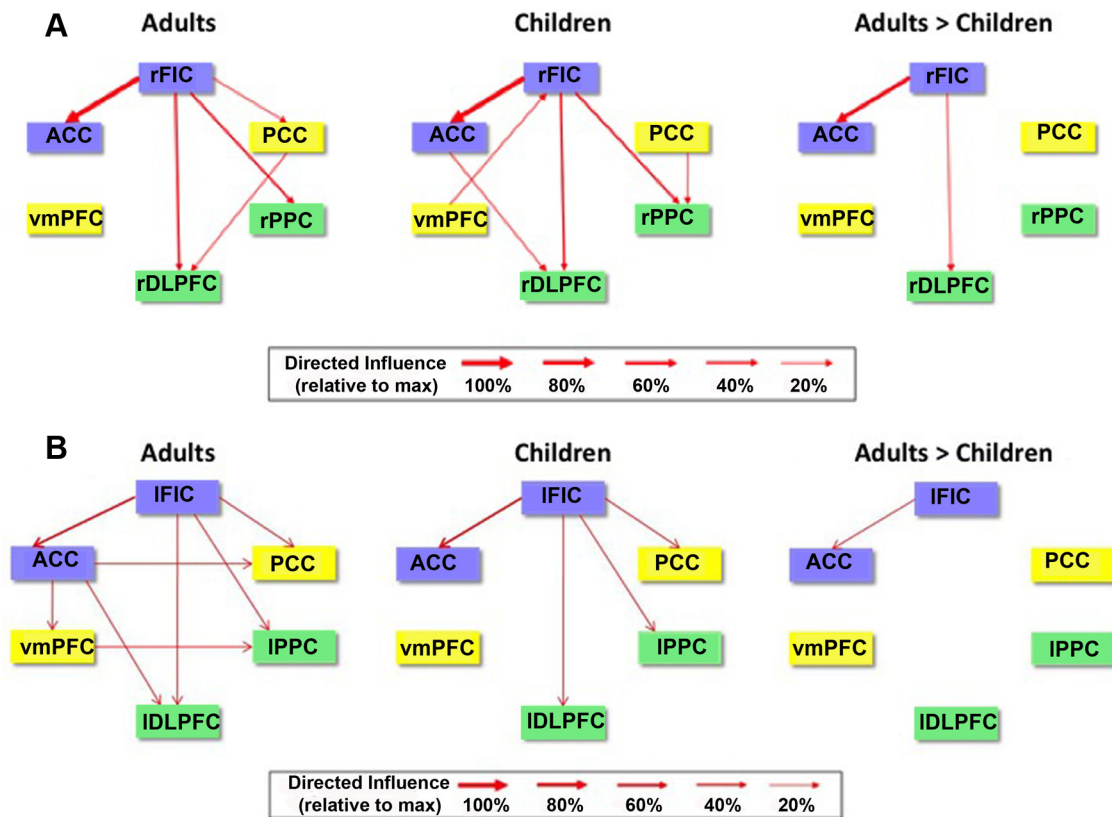 A
Adults
Children
Adults > Children
rFIC
ACC
PCC
vmPFC
rPPC
rDLPFC
rFIC
ACC
PCC
vmPFC
rPPC
rDLPFC
rFIC
ACC
PCC
vmPFC
rPPC
rDLPFC
Directed Influence
(relative to max)
100% 80% 60% 40% 20%
B
Adults
Children
Adults > Children
lFIC
ACC
PCC
vmPFC
lPPC
lDLPFC
lFIC
ACC
PCC
vmPFC
lPPC
lDLPFC
lFIC
ACC
PCC
vmPFC
lPPC
lDLPFC
Directed Influence
(relative to max)
100% 80% 60% 40% 20%